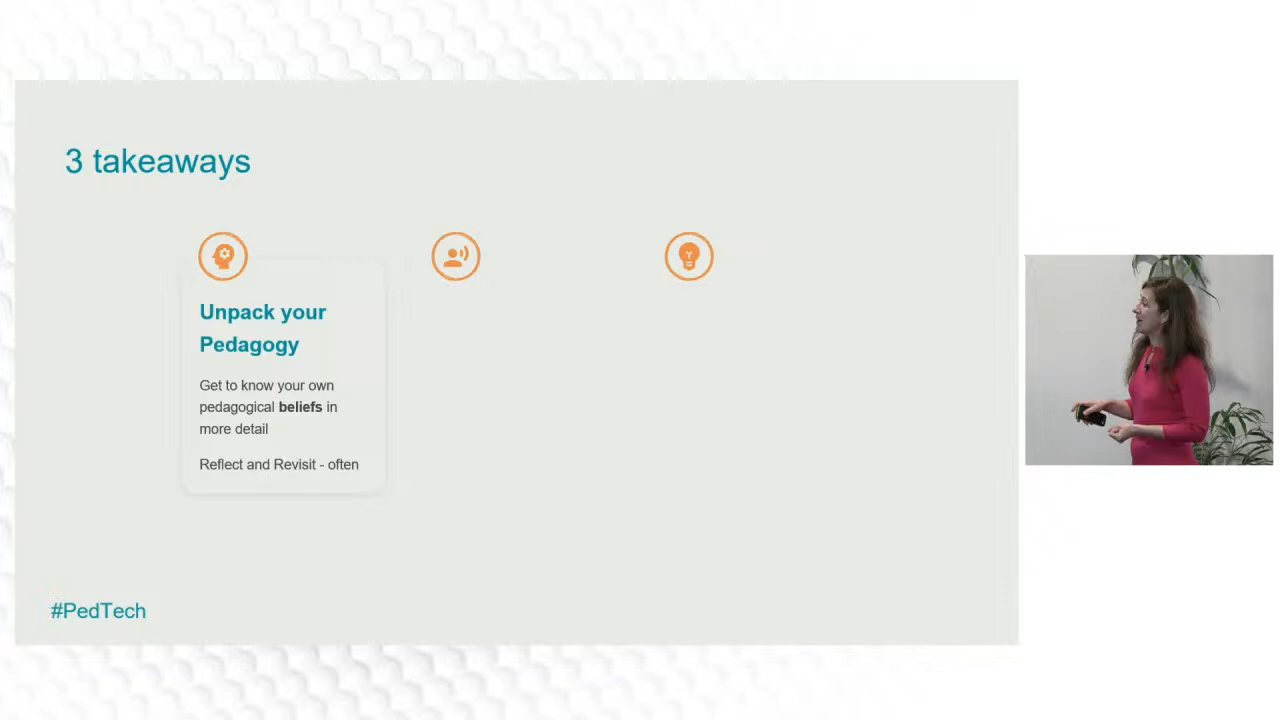 3 takeaways
Unpack your
Pedagogy
Get to know your own
pedagogical beliefs in
more detail
Reflect and Revisit - often
#PedTech